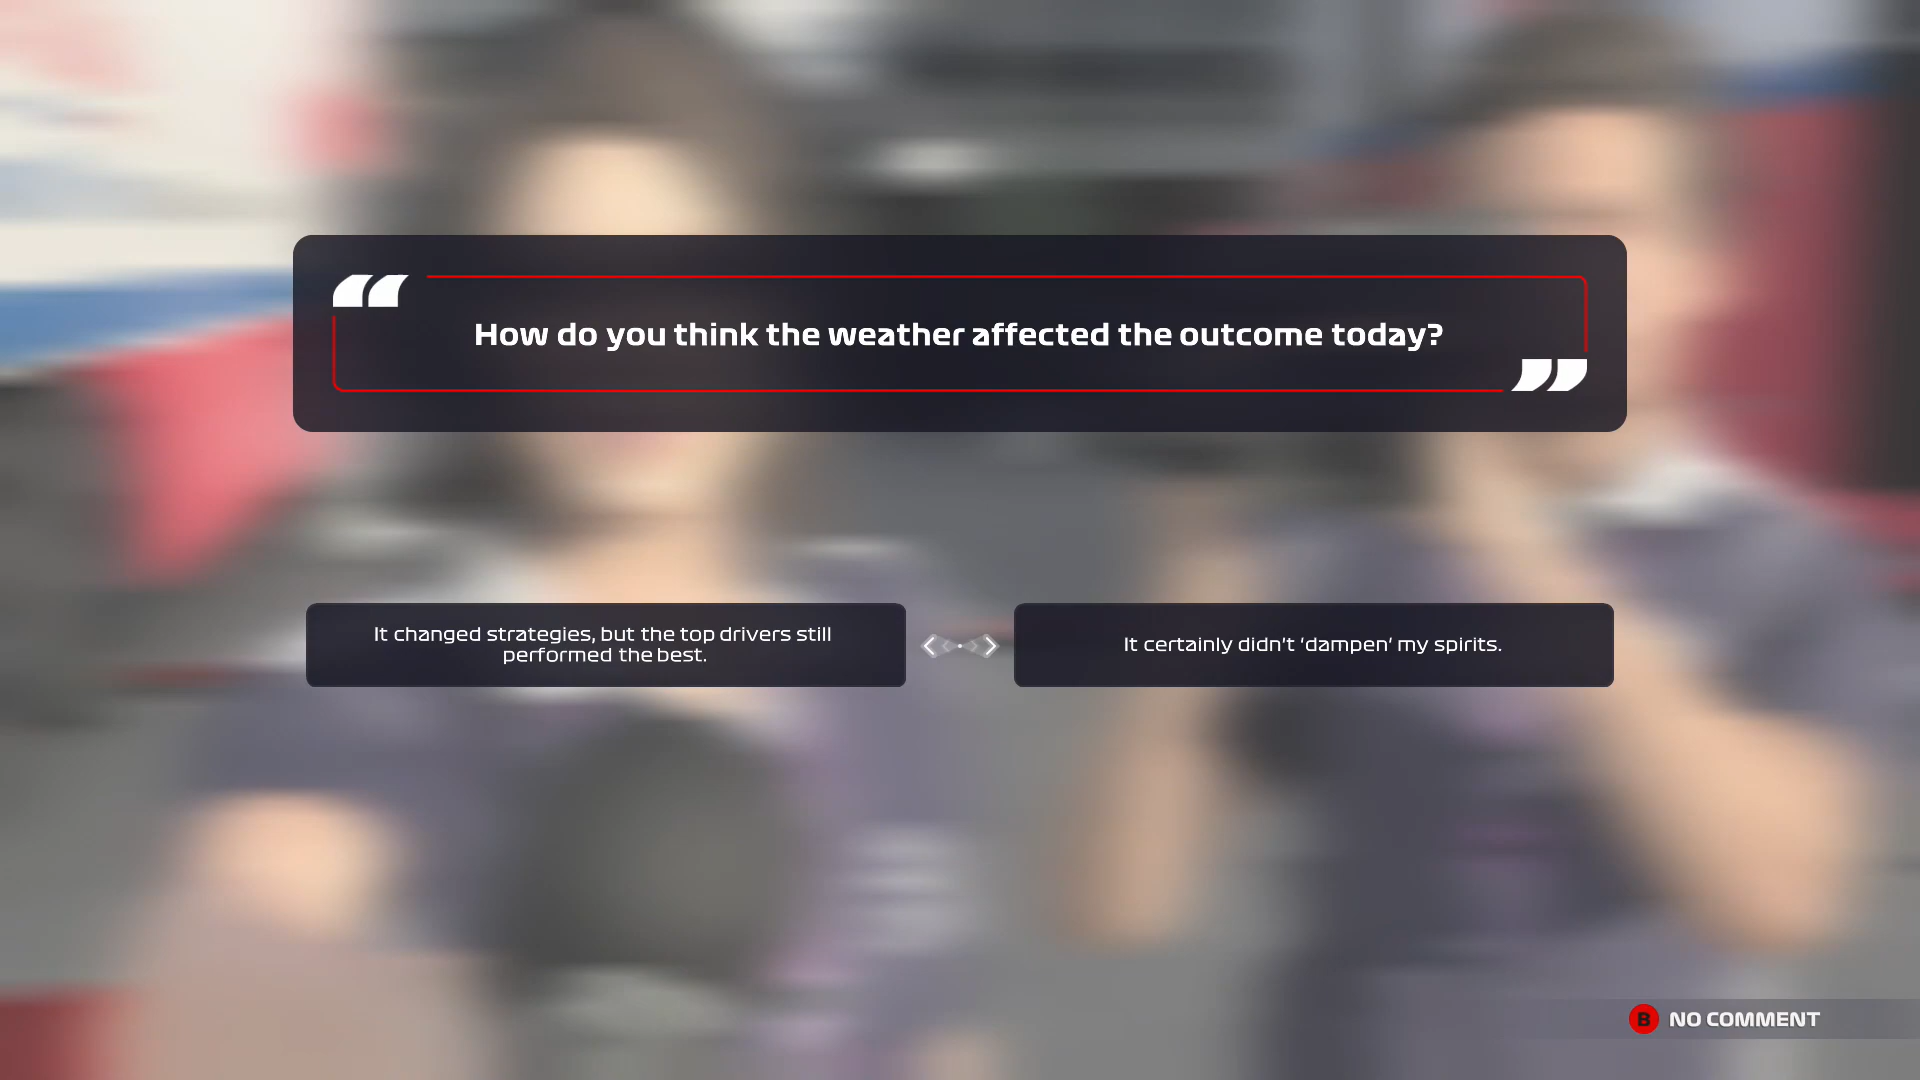 How do you think the weather affected the outcome today?
It changed strategies, but the top drivers still
performed the best.
It certainly didn't 'dampen' my spirits.
B NO COMMENT